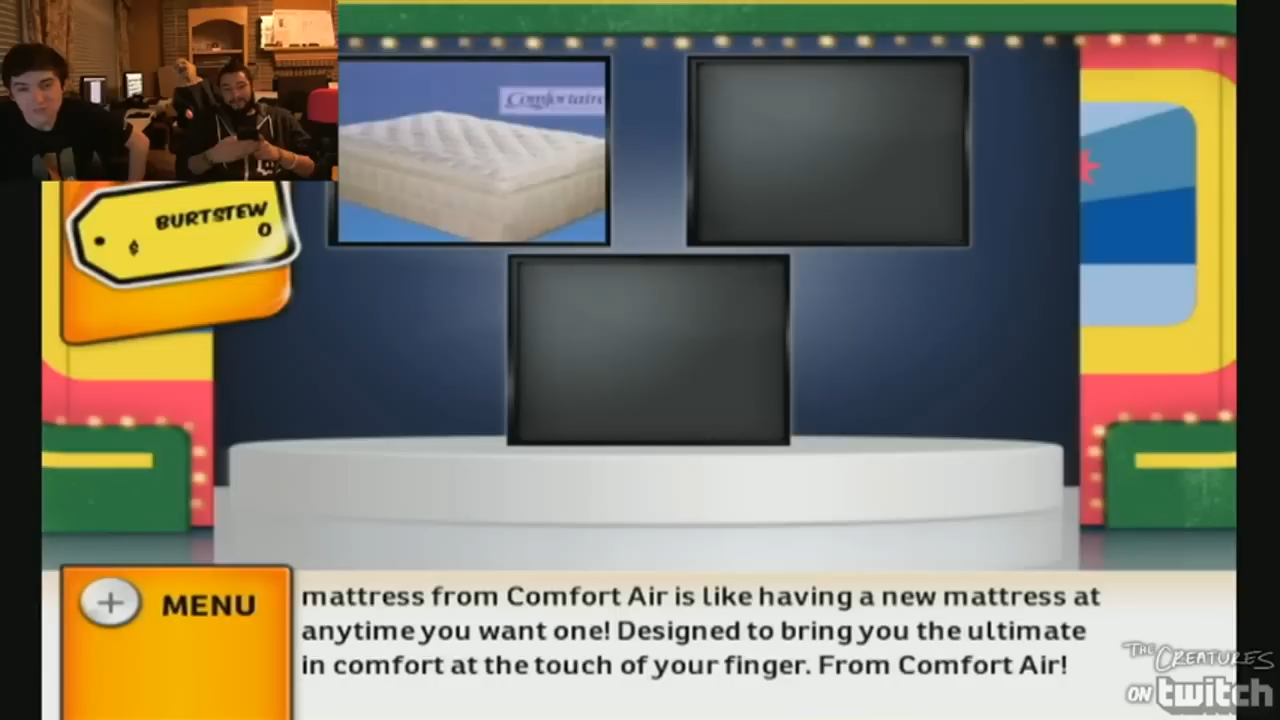 Comfortaire
BURTSTEW
$ 0
+ MENU
mattress from Comfort Air is like having a new mattress at
anytime you want one! Designed to bring you the ultimate
in comfort at the touch of your finger. From Comfort Air!
THE CREATURES
ON twitch